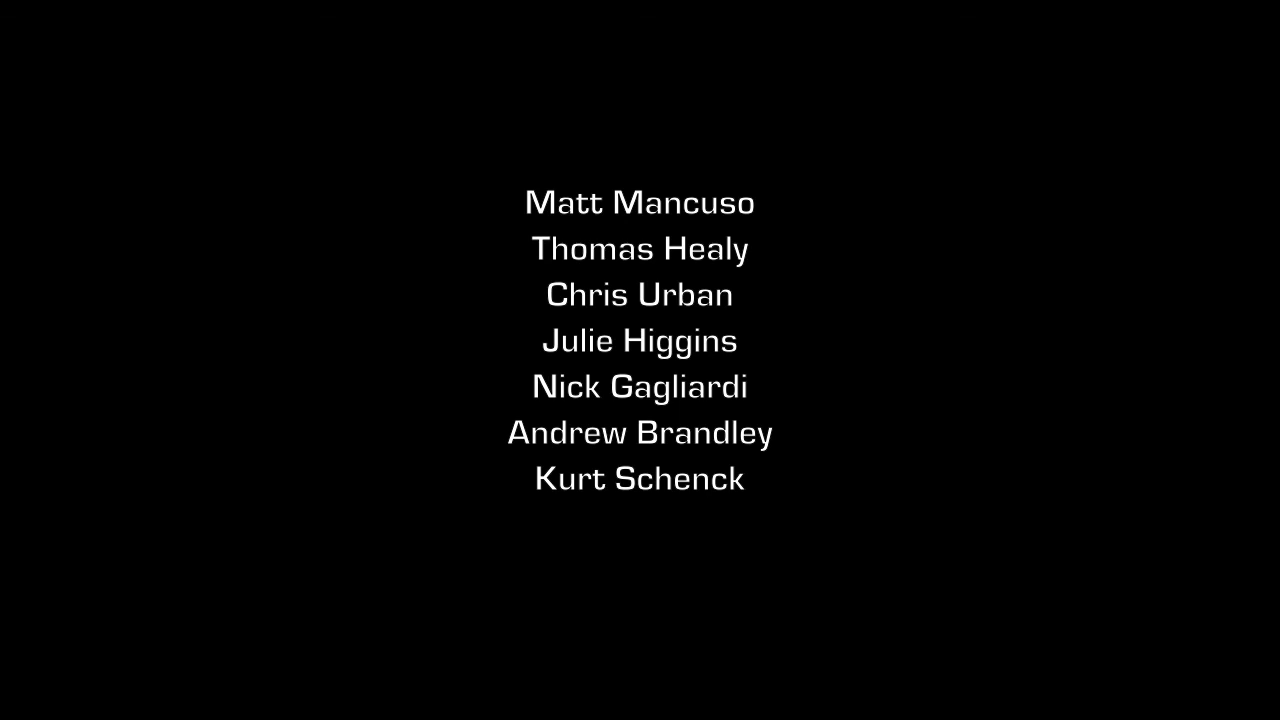 Matt Mancuso
Thomas Healy
Chris Urban
Julie Higgins
Nick Gagliardi
Andrew Brandley
Kurt Schenck